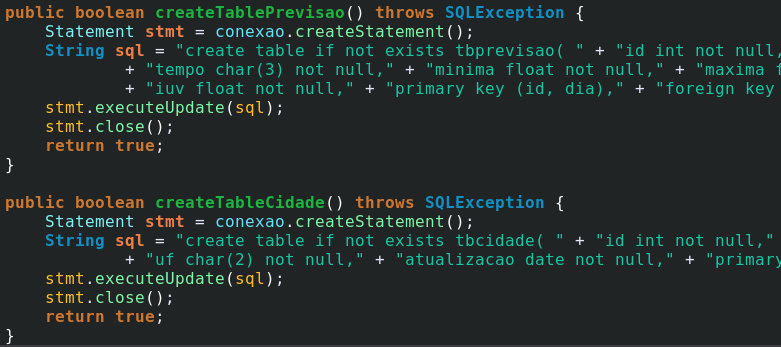 public boolean createTablePrevisao() throws SQLException {
    Statement stmt = conexao.createStatement();
    String sql = "create table if not exists tbprevisao( " + "id int not null,
            + "tempo char(3) not null," + "minima float not null," + "maxima f
            + "iuv float not null," + "primary key (id, dia)," + "foreign key
    stmt.executeUpdate(sql);
    stmt.close();
    return true;
}
public boolean createTableCidade() throws SQLException {
    Statement stmt = conexao.createStatement();
    String sql = "create table if not exists tbcidade( " + "id int not null,"
            + "uf char(2) not null," + "atualizacao date not null," + "primary
    stmt.executeUpdate(sql);
    stmt.close();
    return true;
}